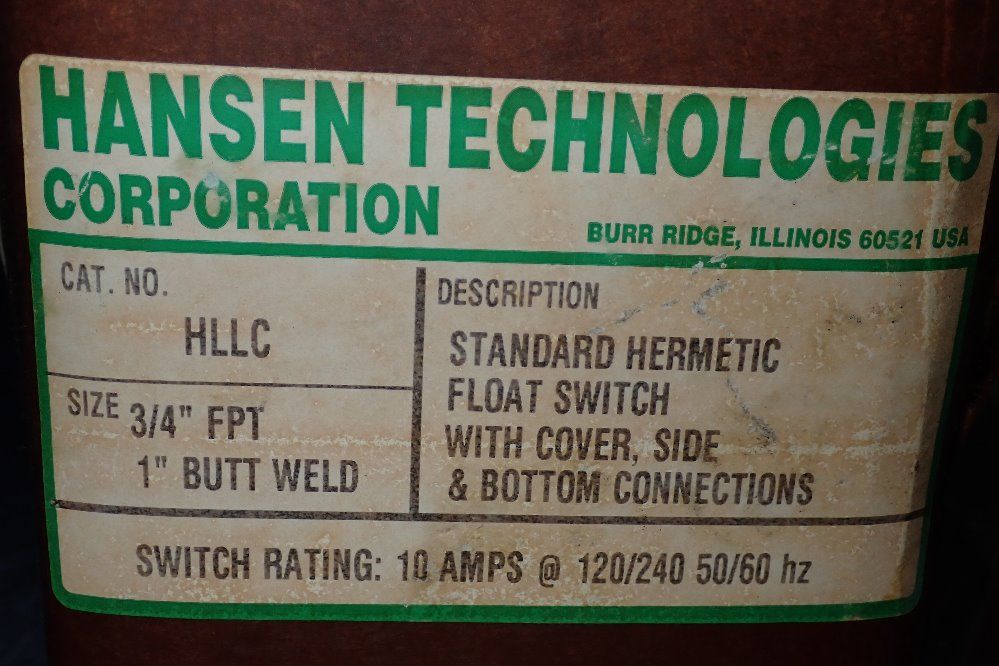 HANSEN TECHNOLOGIES
CORPORATION
BURR RIDGE, ILLINOIS 60521 USA
CAT. NO.
HLLC
SIZE 3/4" FPT
1" BUTT WELD
DESCRIPTION
STANDARD HERMETIC
FLOAT SWITCH
WITH COVER, SIDE
& BOTTOM CONNECTIONS
SWITCH RATING: 10 AMPS @ 120/240 50/60 hz